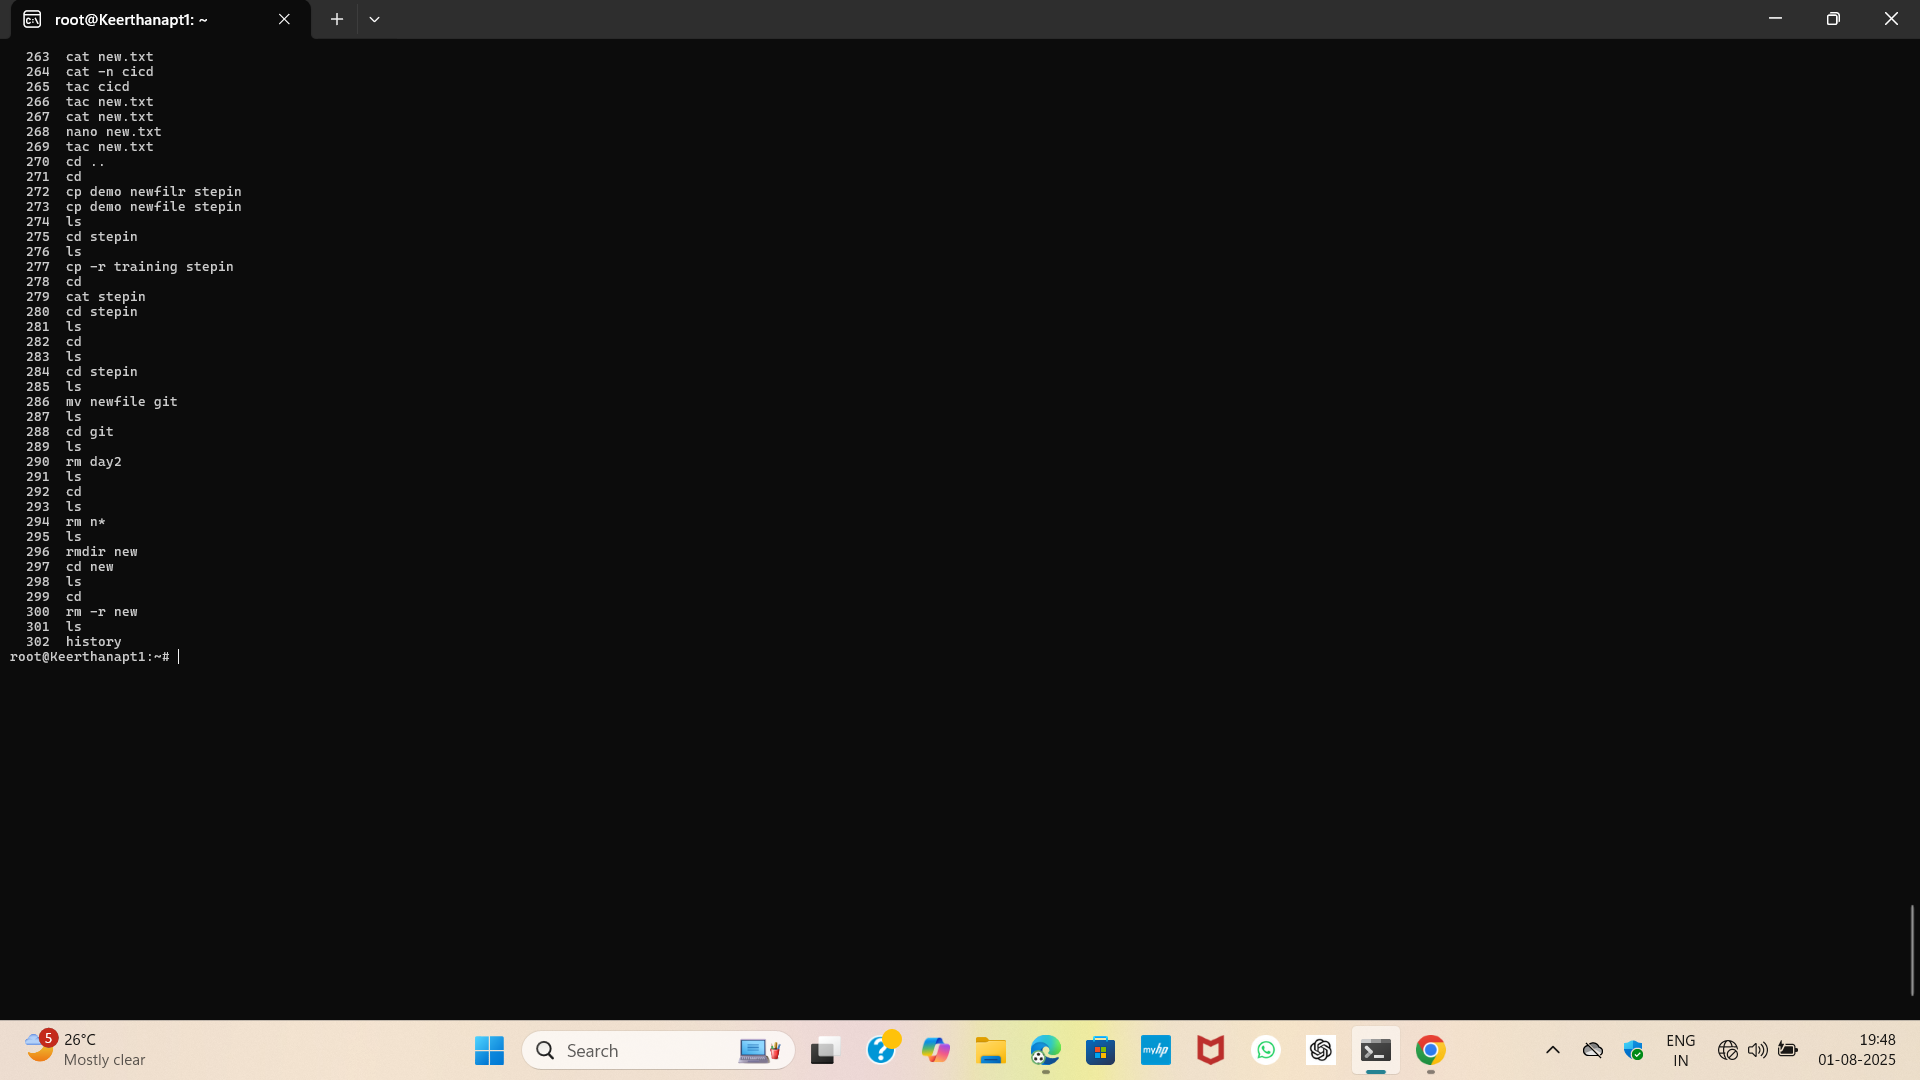 root@Keerthanapt1: ~
263 cat new.txt
264 cat -n cicd
265 tac cicd
266 tac new.txt
267 cat new.txt
268 nano new.txt
269 tac new.txt
270 cd ..
271 cd
272 cp demo newfilr stepin
273 cp demo newfile stepin
274 ls
275 cd stepin
276 ls
277 cp -r training stepin
278 cd
279 cat stepin
280 cd stepin
281 ls
282 cd
283 ls
284 cd stepin
285 ls
286 mv newfile git
287 ls
288 cd git
289 ls
290 rm day2
291 ls
292 cd
293 ls
294 rm n*
295 ls
296 rmdir new
297 cd new
298 ls
299 cd
300 rm -r new
301 ls
302 history
root@Keerthanapt1:~#
5 26°C
Mostly clear
Search
myhp
ENG
IN
19:48
01-08-2025